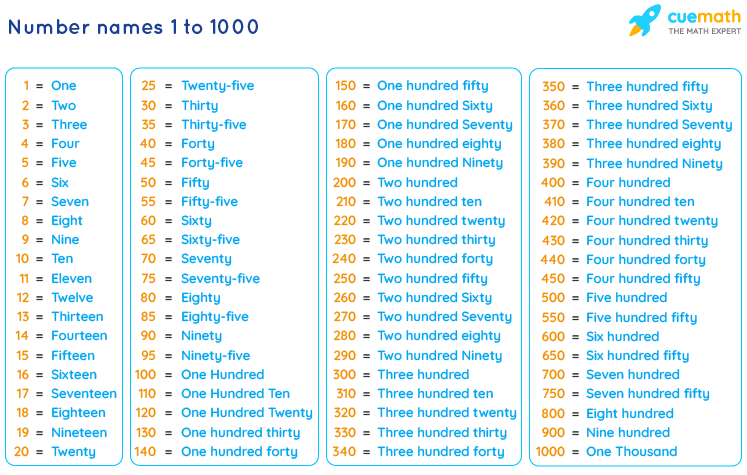 Number names 1 to 1000
cuemath
THE MATH EXPERT
1 = One
2 = Two
3 = Three
4 = Four
5 = Five
6 = Six
7 = Seven
8 = Eight
9 = Nine
10 = Ten
11 = Eleven
12 = Twelve
13 = Thirteen
14 = Fourteen
15 = Fifteen
16 = Sixteen
17 = Seventeen
18 = Eighteen
19 = Nineteen
20 = Twenty
25 = Twenty-five
30 = Thirty
35 = Thirty-five
40 = Forty
45 = Forty-five
50 = Fifty
55 = Fifty-five
60 = Sixty
65 = Sixty-five
70 = Seventy
75 = Seventy-five
80 = Eighty
85 = Eighty-five
90 = Ninety
95 = Ninety-five
100 = One Hundred
110 = One Hundred Ten
120 = One Hundred Twenty
130 = One hundred thirty
140 = One hundred forty
150 = One hundred fifty
160 = One hundred Sixty
170 = One hundred Seventy
180 = One hundred eighty
190 = One hundred Ninety
200 = Two hundred
210 = Two hundred ten
220 = Two hundred twenty
230 = Two hundred thirty
240 = Two hundred forty
250 = Two hundred fifty
260 = Two hundred Sixty
270 = Two hundred Seventy
280 = Two hundred eighty
290 = Two hundred Ninety
300 = Three hundred
310 = Three hundred ten
320 = Three hundred twenty
330 = Three hundred thirty
340 = Three hundred forty
350 = Three hundred fifty
360 = Three hundred Sixty
370 = Three hundred Seventy
380 = Three hundred eighty
390 = Three hundred Ninety
400 = Four hundred
410 = Four hundred ten
420 = Four hundred twenty
430 = Four hundred thirty
440 = Four hundred forty
450 = Four hundred fifty
500 = Five hundred
550 = Five hundred fifty
600 = Six hundred
650 = Six hundred fifty
700 = Seven hundred
750 = Seven hundred fifty
800 = Eight hundred
900 = Nine hundred
1000 = One Thousand